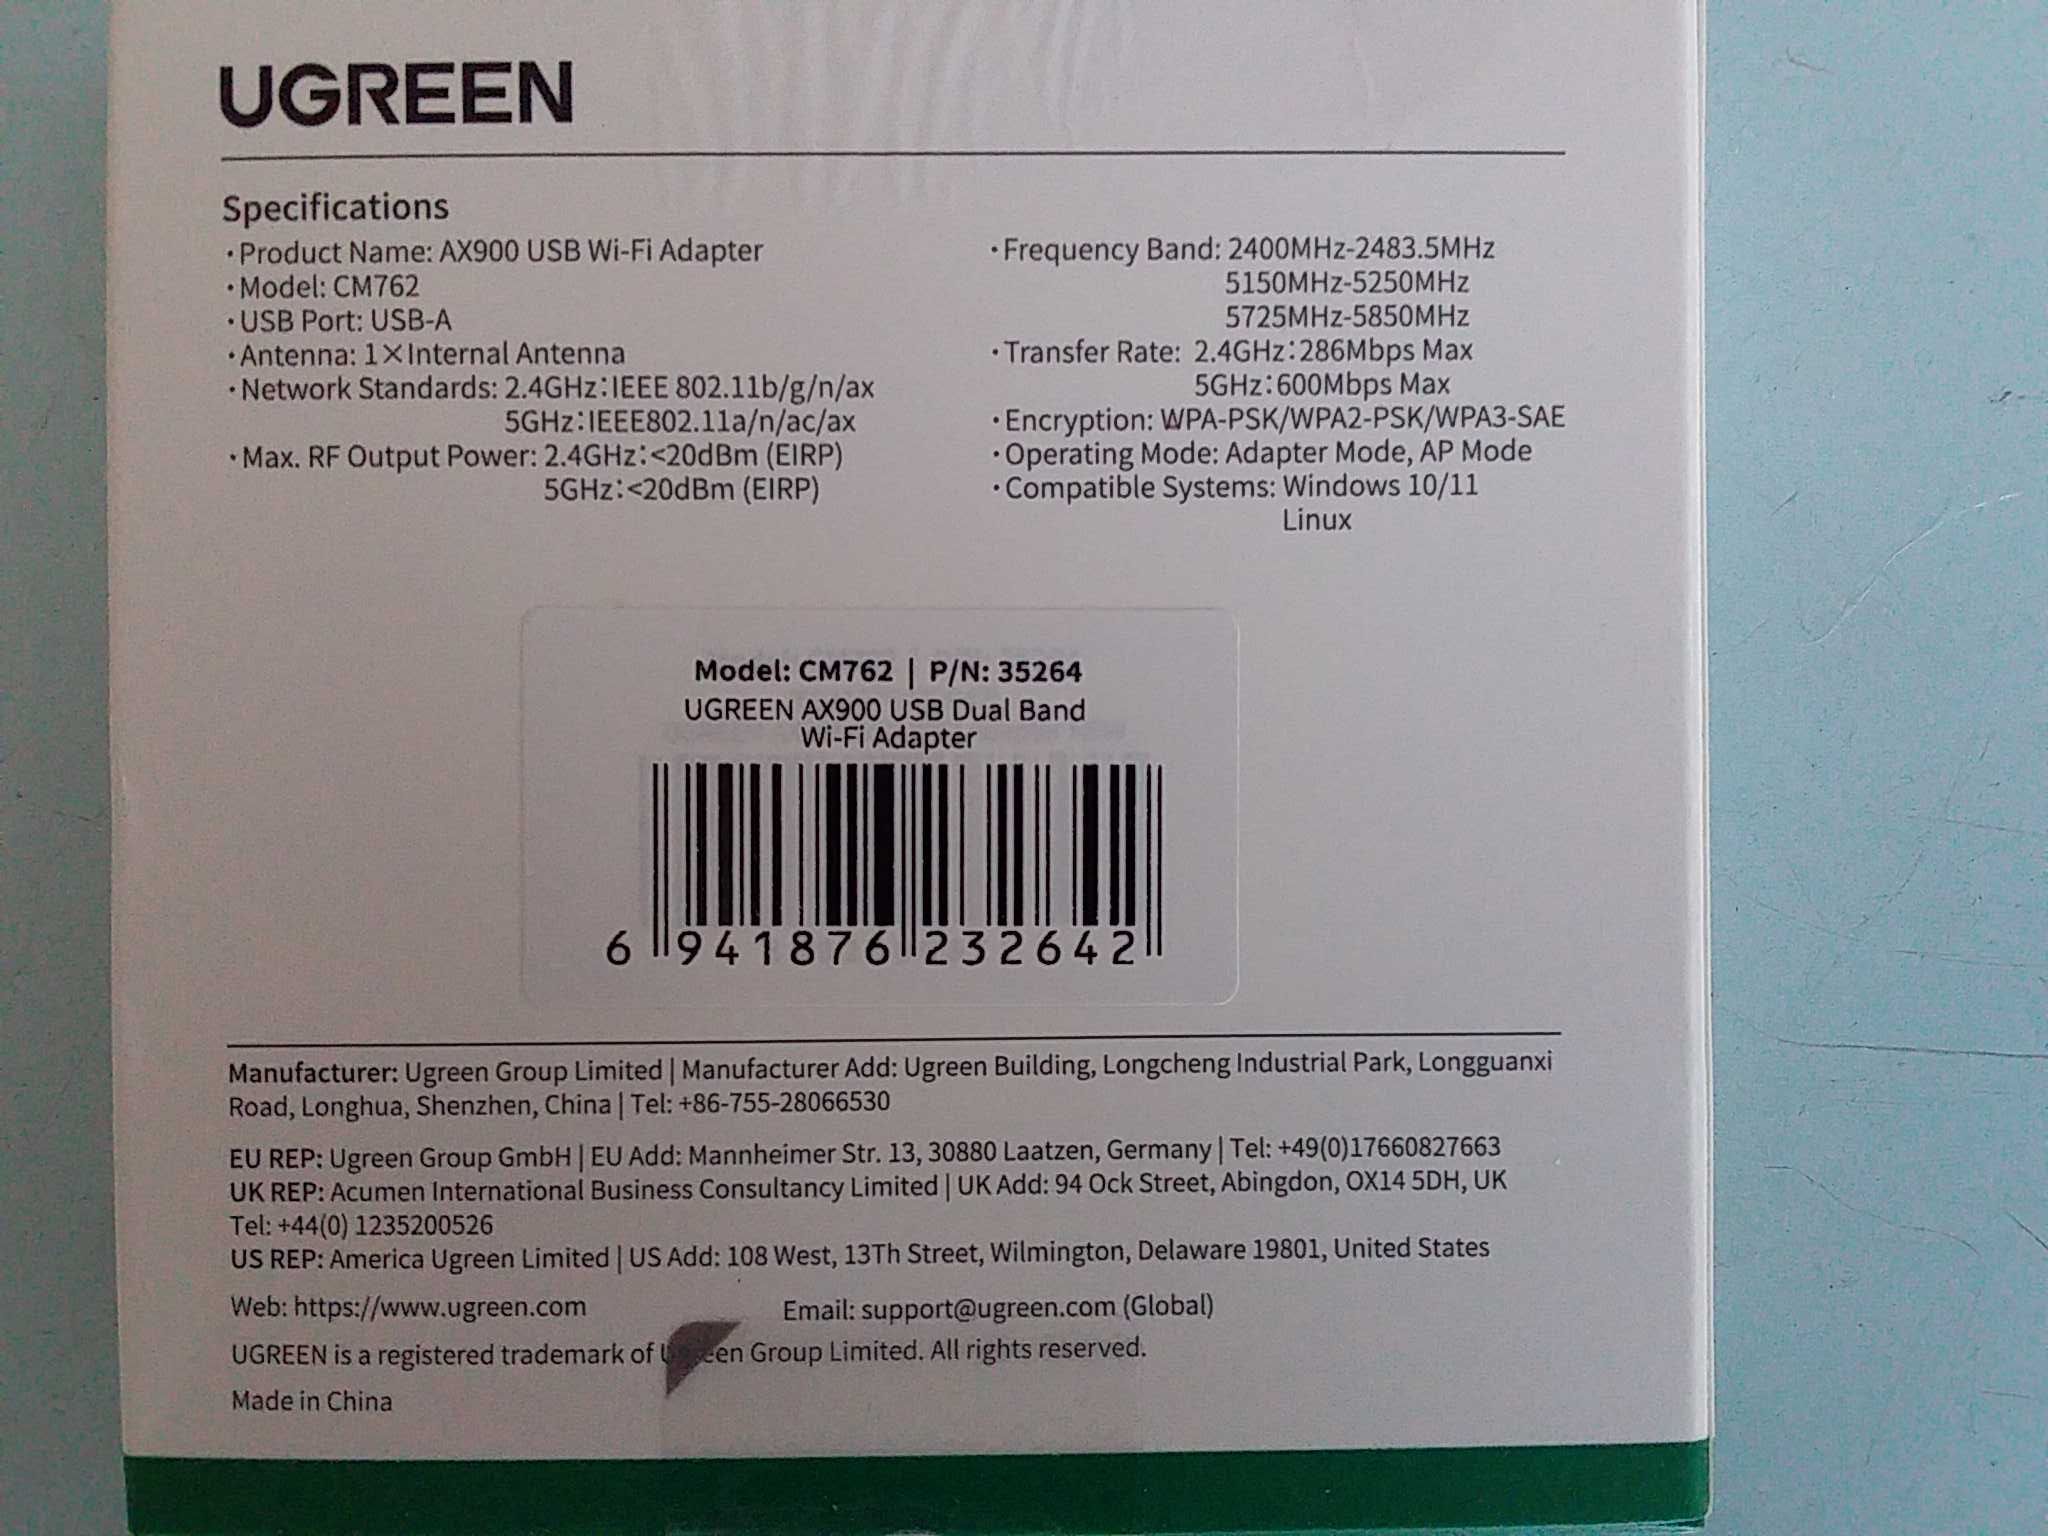 UGREEN
Specifications
·Product Name: AX900 USB Wi-Fi Adapter
·Model: CM762
·USB Port: USB-A
·Antenna: 1×Internal Antenna
·Network Standards: 2.4GHz:IEEE 802.11b/g/n/ax
5GHz:IEEE802.11a/n/ac/ax
·Max. RF Output Power: 2.4GHz:<20dBm (EIRP)
5GHz:<20dBm (EIRP)
·Frequency Band: 2400MHz-2483.5MHz
5150MHz-5250MHz
5725MHz-5850MHz
·Transfer Rate: 2.4GHz:286Mbps Max
5GHz:600Mbps Max
·Encryption: WPA-PSK/WPA2-PSK/WPA3-SAE
·Operating Mode: Adapter Mode, AP Mode
·Compatible Systems: Windows 10/11
Linux
Model: CM762 | P/N: 35264
UGREEN AX900 USB Dual Band
Wi-Fi Adapter
6 941876 232642
Manufacturer: Ugreen Group Limited | Manufacturer Add: Ugreen Building, Longcheng Industrial Park, Longguanxi
Road, Longhua, Shenzhen, China | Tel: +86-755-28066530
EU REP: Ugreen Group GmbH | EU Add: Mannheimer Str. 13, 30880 Laatzen, Germany | Tel: +49(0)17660827663
UK REP: Acumen International Business Consultancy Limited | UK Add: 94 Ock Street, Abingdon, OX14 5DH, UK
Tel: +44(0) 1235200526
US REP: America Ugreen Limited | US Add: 108 West, 13Th Street, Wilmington, Delaware 19801, United States
Web: https://www.ugreen.com
Email: support@ugreen.com (Global)
UGREEN is a registered trademark of Ugreen Group Limited. All rights reserved.
Made in China